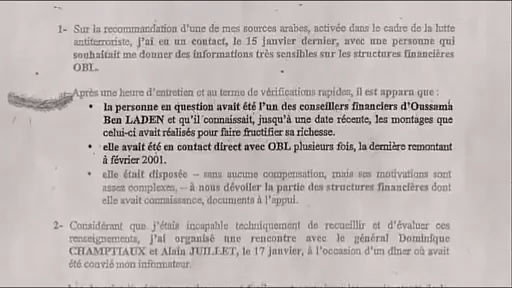 1- Sur la recommandation d'une de mes sources arabes, activée dans le cadre de la lutte
antiterroriste, j'ai eu un contact, le 15 janvier dernier, avec une personne qui
souhaitait me donner des informations très sensibles sur les structures financières
OBL.
Après une heure d'entretien et au terme de vérifications rapides, il est apparu que :
• la personne en question avait été l'un des conseillers financiers d'Oussama
Ben LADEN et qu'il connaissait, jusqu'à une date récente, les montages que
celui-ci avait réalisés pour faire fructifier sa richesse.
• elle avait été en contact direct avec OBL plusieurs fois, la dernière remontant
à février 2001.
• elle était disposée – sans aucune compensation, mais ses motivations sont
assez complexes, – à nous dévoiler la partie des structures financières dont
elle avait connaissance, documents à l'appui.
2- Considérant que j'étais incapable techniquement de recueillir et d'évaluer ces
renseignements, j'ai organisé une rencontre avec le général Dominique
CHAMPTIAUX et Alain JUILLET, le 17 janvier, à l'occasion d'un dîner où avait
été convié mon informateur.